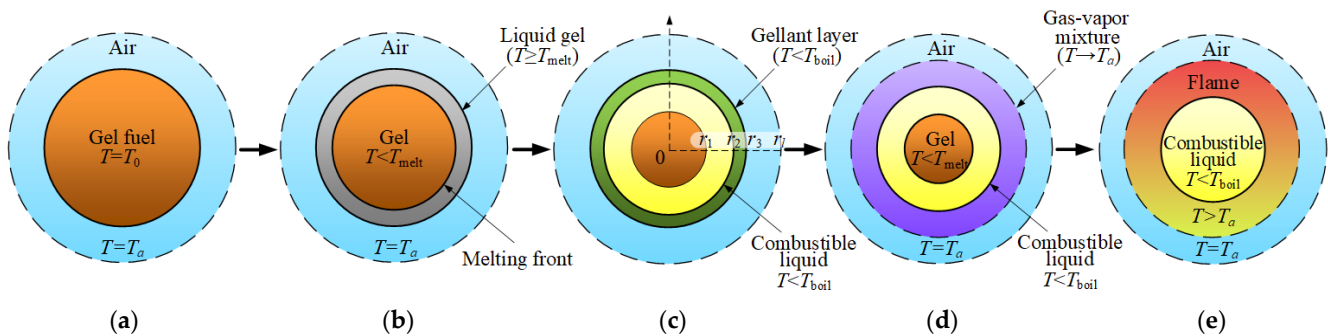 Air
Gel fuel
T=T0
T=Ta
(a)
Liquid gel
(T≥Tmelt)
Air
Gel
T<Tmelt
T=Ta
Melting front
(b)
Gellant layer
(T<Tboil)
0
r1 r2 r3 rl
Combustible
liquid
T<Tboil
(c)
Gas-vapor
mixture
(T→Ta)
Air
Gel
T<Tmelt
T=Ta
Combustible
liquid
T<Tboil
(d)
Air
Flame
Combustible
liquid
T<Tboil
T>Ta
T=Ta
(e)